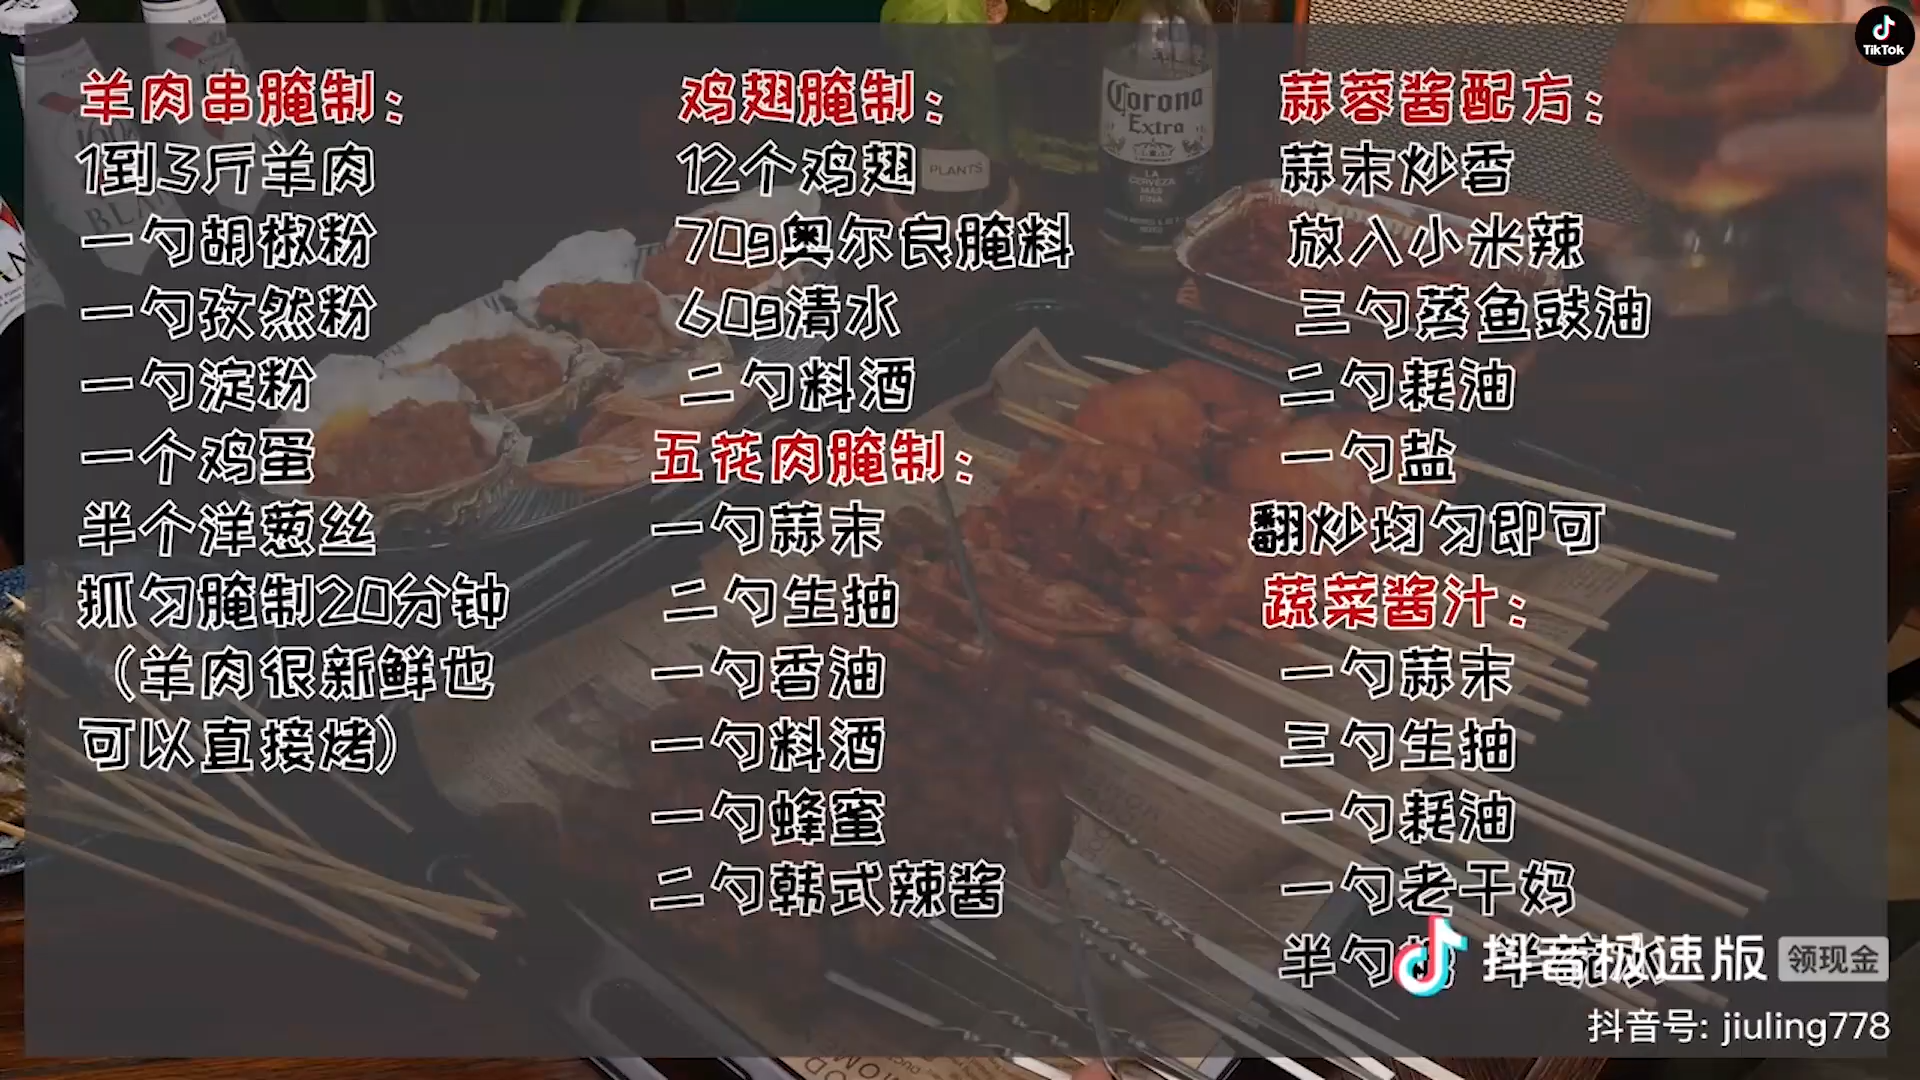 羊肉串腌制：
1到3斤羊肉
一勺胡椒粉
一勺孜然粉
一勺淀粉
一个鸡蛋
半个洋葱丝
抓匀腌制20分钟
（羊肉很新鲜也
可以直接烤）
鸡翅腌制：
12个鸡翅
70g奥尔良腌料
60g清水
二勺料酒
五花肉腌制：
一勺蒜末
二勺生抽
一勺香油
一勺料酒
一勺蜂蜜
二勺韩式辣酱
蒜蓉酱配方：
蒜末炒香
放入小米辣
三勺蒸鱼豉油
二勺耗油
一勺盐
翻炒均匀即可
蔬菜酱汁：
一勺蒜末
三勺生抽
一勺耗油
一勺老干妈
半勺
抖音极速版 领现金
抖音号: jiuling778
TikTok
Corona
Extra
LA
CERVEZA
MAS
FINA
PLANTS